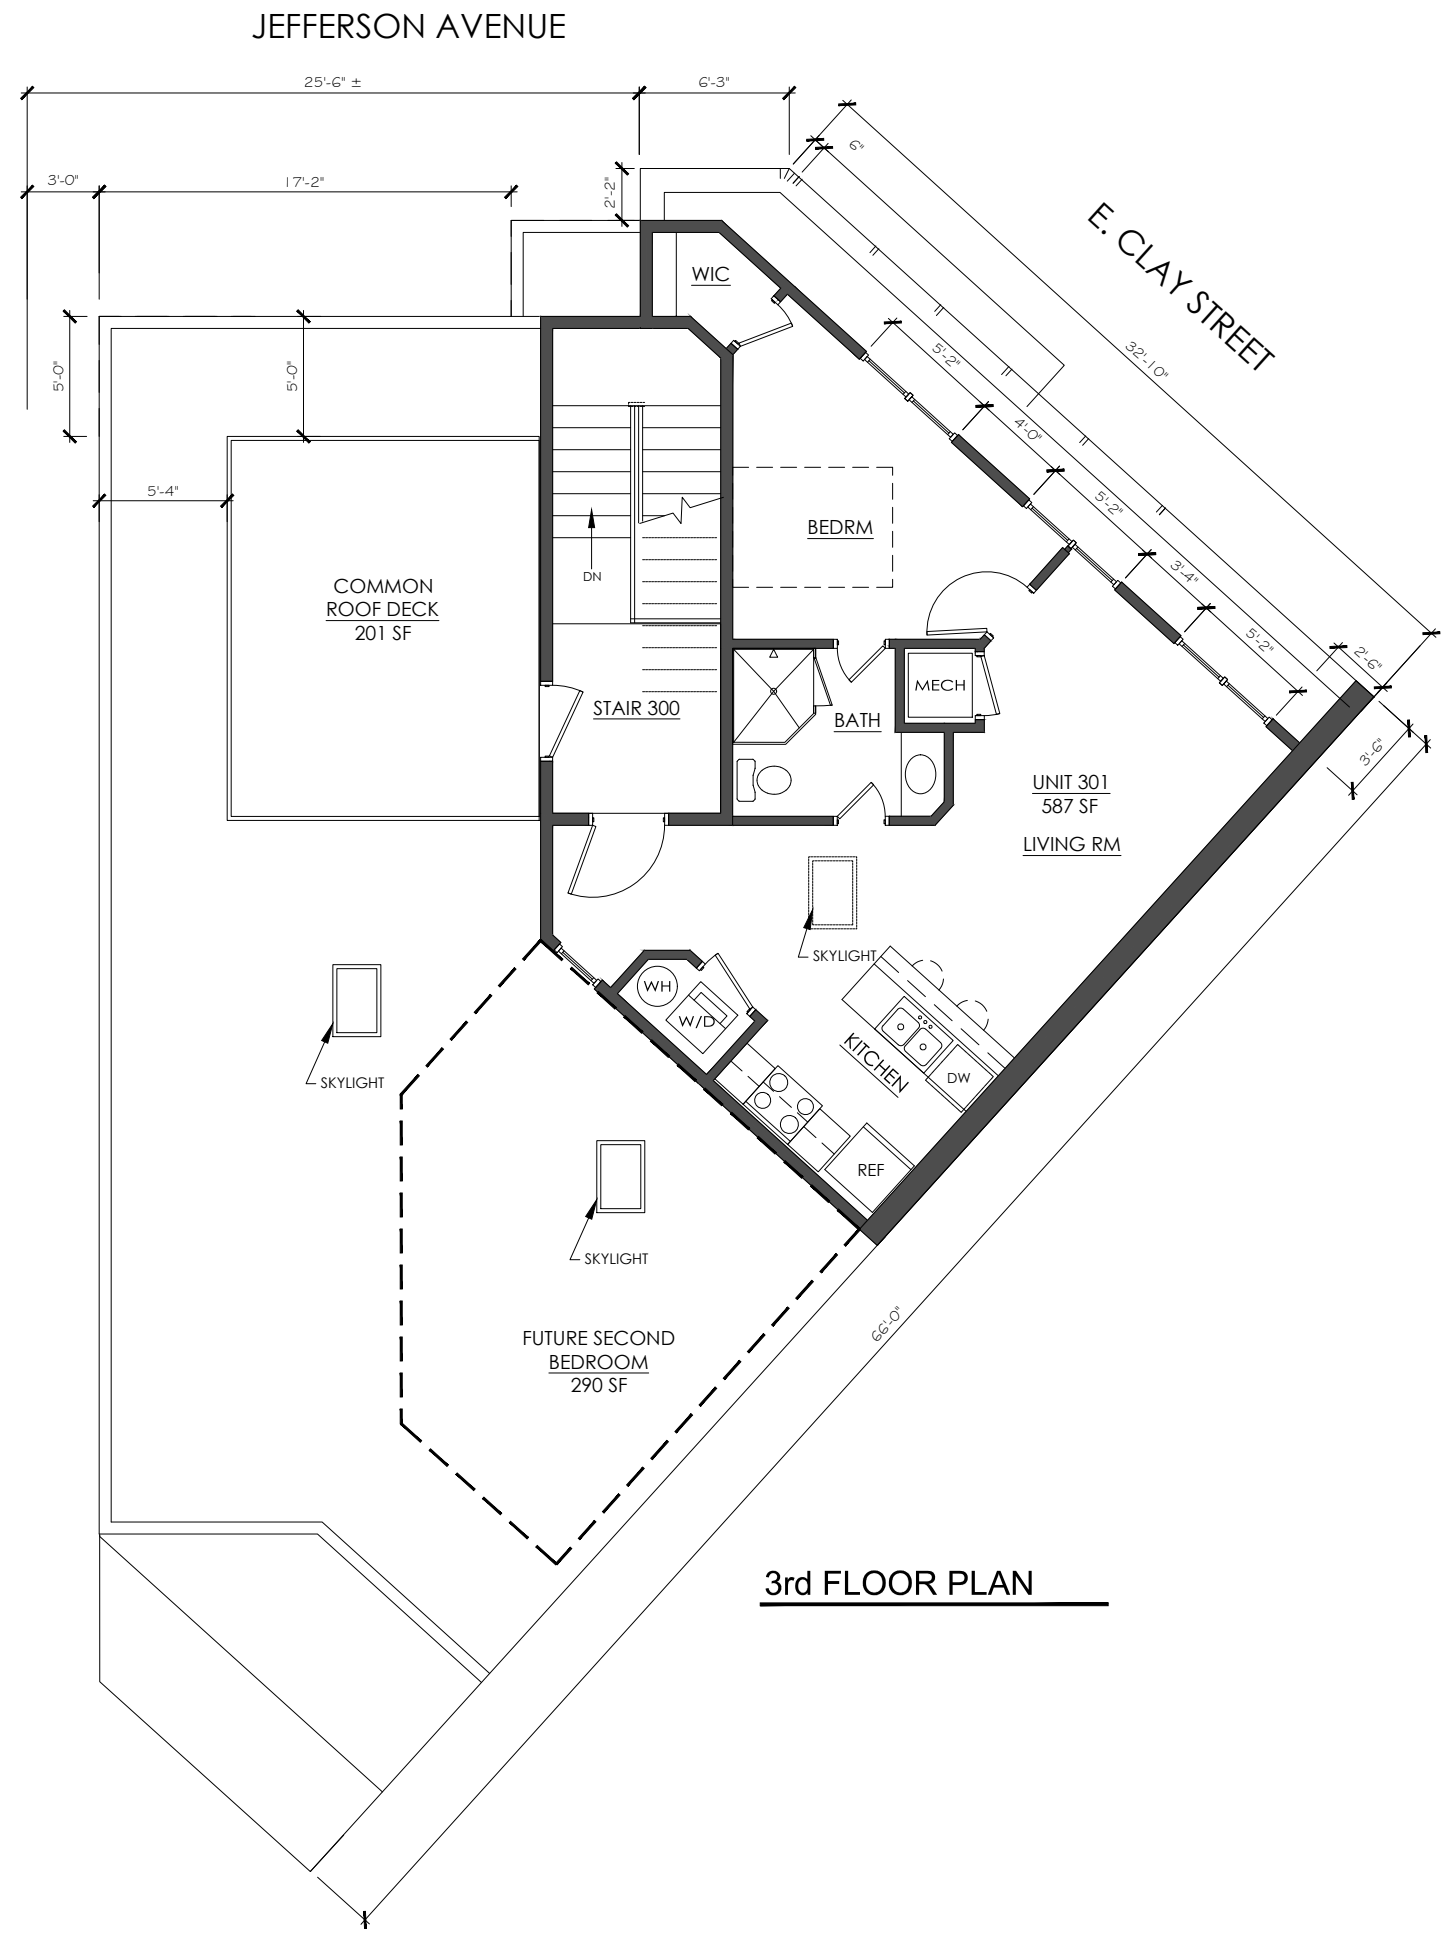 JEFFERSON AVENUE
25'-6" ±
6'-3"
3'-0"
17'-2"
2'-2"
6"
E. CLAY STREET
32'-10"
WIC
5'-2"
4'-0"
5'-2"
3'-4"
5'-2"
2'-6"
3'-6"
5'-0"
5'-0"
5'-4"
BEDRM
COMMON
ROOF DECK
201 SF
DN
MECH
STAIR 300
BATH
UNIT 301
587 SF
LIVING RM
SKYLIGHT
WH
W/D
KITCHEN
DW
SKYLIGHT
REF
SKYLIGHT
66'-0"
FUTURE SECOND
BEDROOM
290 SF
3rd FLOOR PLAN